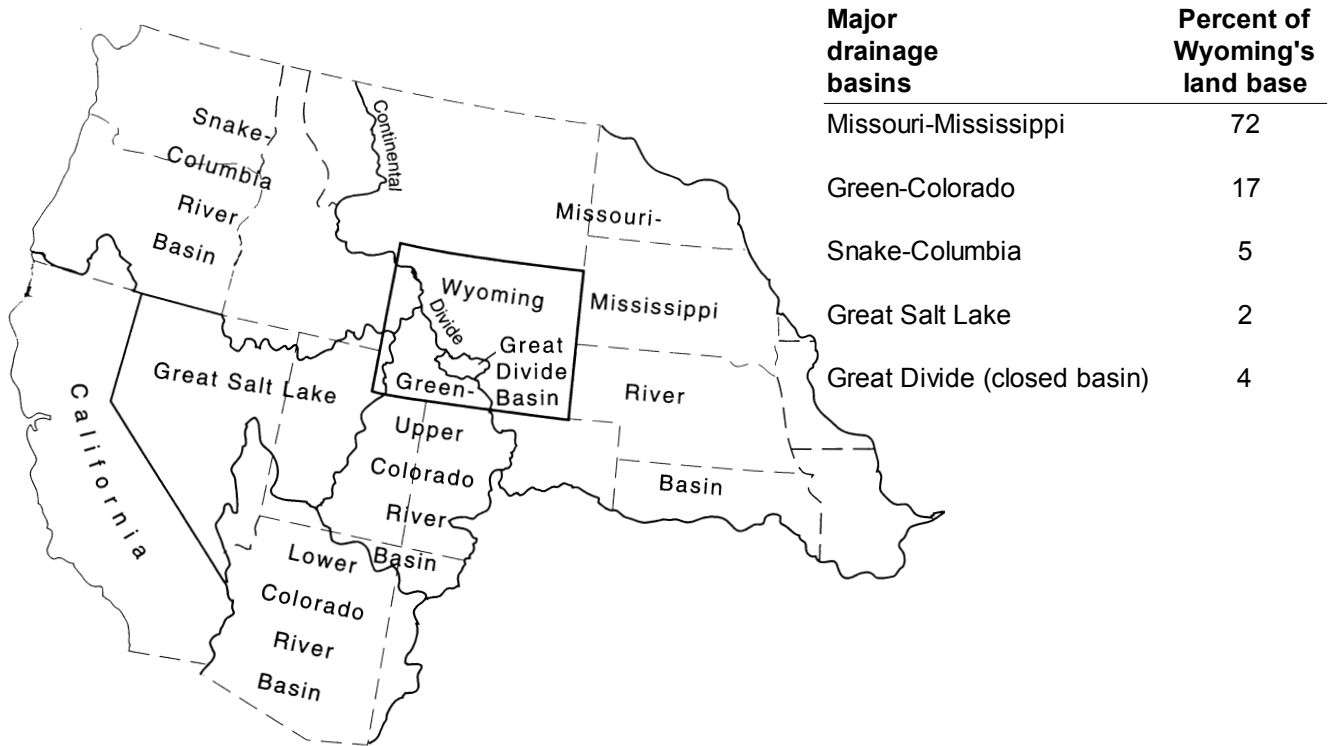 Major
drainage
basins
Percent of
Wyoming's
land base
Missouri-Mississippi 72
Green-Colorado 17
Snake-Columbia 5
Great Salt Lake 2
Great Divide (closed basin) 4
Snake-
Columbia
River
Basin
Continental
Divide
Missouri-
Mississippi
River
Basin
Wyoming
Great
Divide
Basin
Green-
Upper
Colorado
River
Basin
Great Salt Lake
California
Lower
Colorado
River
Basin